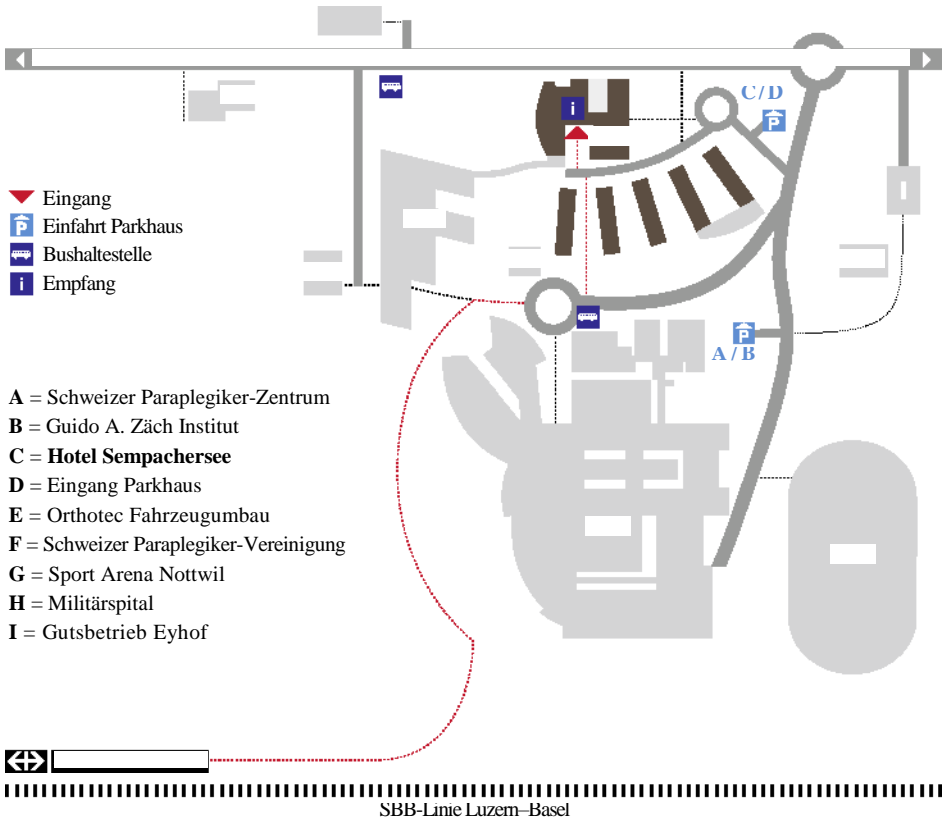 C / D
Eingang
Einfahrt Parkhaus
Bushaltestelle
Empfang
A / B
A = Schweizer Paraplegiker-Zentrum
B = Guido A. Zäch Institut
C = Hotel Sempachersee
D = Eingang Parkhaus
E = Orthotec Fahrzeugumbau
F = Schweizer Paraplegiker-Vereinigung
G = Sport Arena Nottwil
H = Militärspital
I = Gutsbetrieb Eyhof
SBB-Linie Luzern–Basel